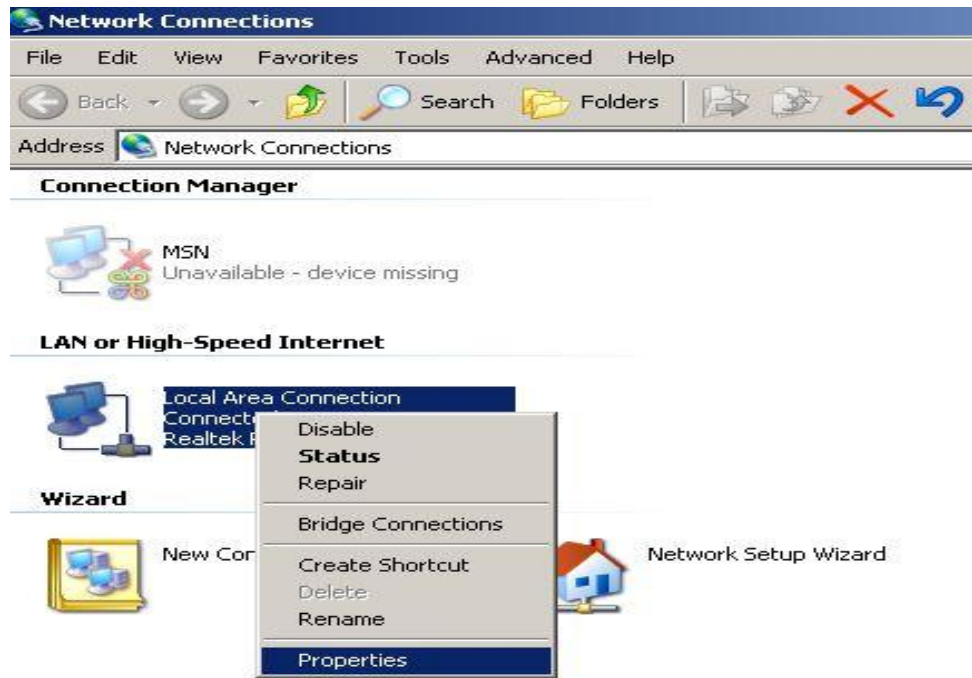 Network Connections
File Edit View Favorites Tools Advanced Help
Back Search Folders
Address Network Connections
Connection Manager
MSN
Unavailable - device missing
LAN or High-Speed Internet
Local Area Connection
Connect
Realtek
Disable
Status
Repair
Bridge Connections
Create Shortcut
Delete
Rename
Properties
Wizard
New Cor
Network Setup Wizard